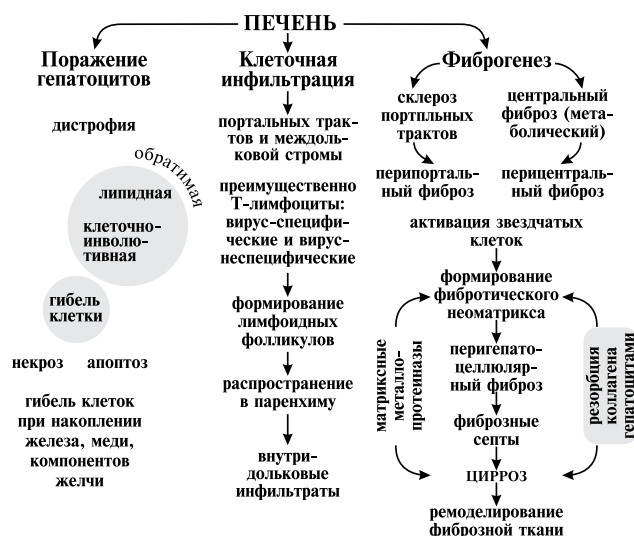 ПЕЧЕНЬ
Поражение
гепатоцитов
дистрофия
обратимая
липидная
клеточно-
инволю-
тивная
гибель
клетки
некроз апоптоз
гибель клеток
при накоплении
железа, меди,
компонентов
желчи
Клеточная
инфильтрация
портальных трак-
тов и междоль-
ковой стромы
преимущественно
Т-лимфоциты:
вирус-специфи-
ческие и вирус-
неспецифические
формирование
лимфоидных
фолликулов
распространение
в паренхиму
внутри-
дольковые
инфильтраты
Фиброгенез
склероз
портпльных
трактов
перипорталь-
ный фиброз
центральный
фиброз (мета-
болический)
перицентраль-
ный фиброз
активация звездчатых
клеток
формирование
фибротического
неоматрикса
матриксные
металло-
протеиназы
перигепато-
целлюляр-
ный фиброз
фиброзные
септы
ЦИРРОЗ
ремоделирование
фиброзной ткани
резорбция
коллагена
гепатошитами